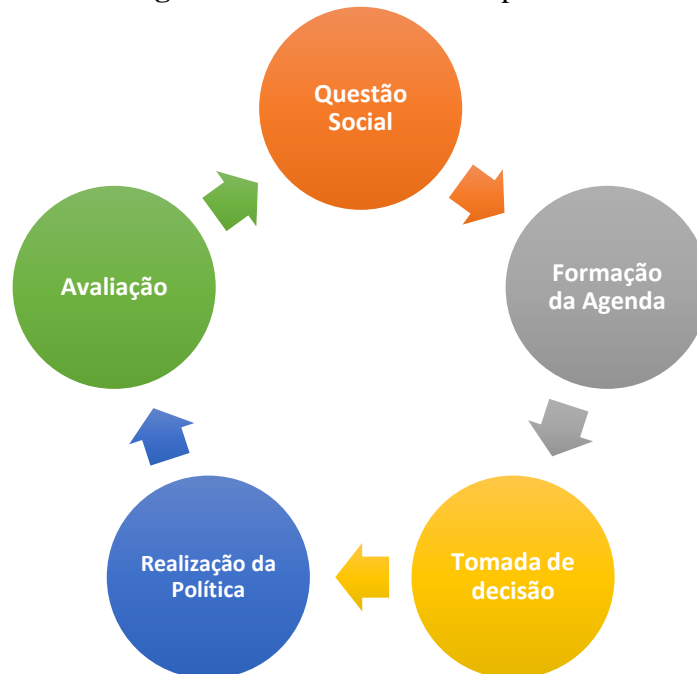 Questão
Social
Formação
da Agenda
Tomada de
decisão
Realização da
Política
Avaliação